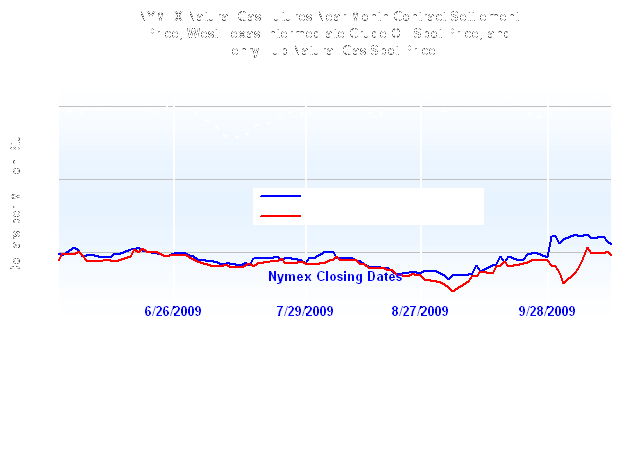 NYMEX Natural Gas Futures Near Month Contract Settlement
Price, West Texas Intermediate Crude Oil Spot Price, and
Henry Hub Natural Gas Spot Price
Nymex Closing Dates
6/26/2009 7/29/2009 8/27/2009 9/28/2009